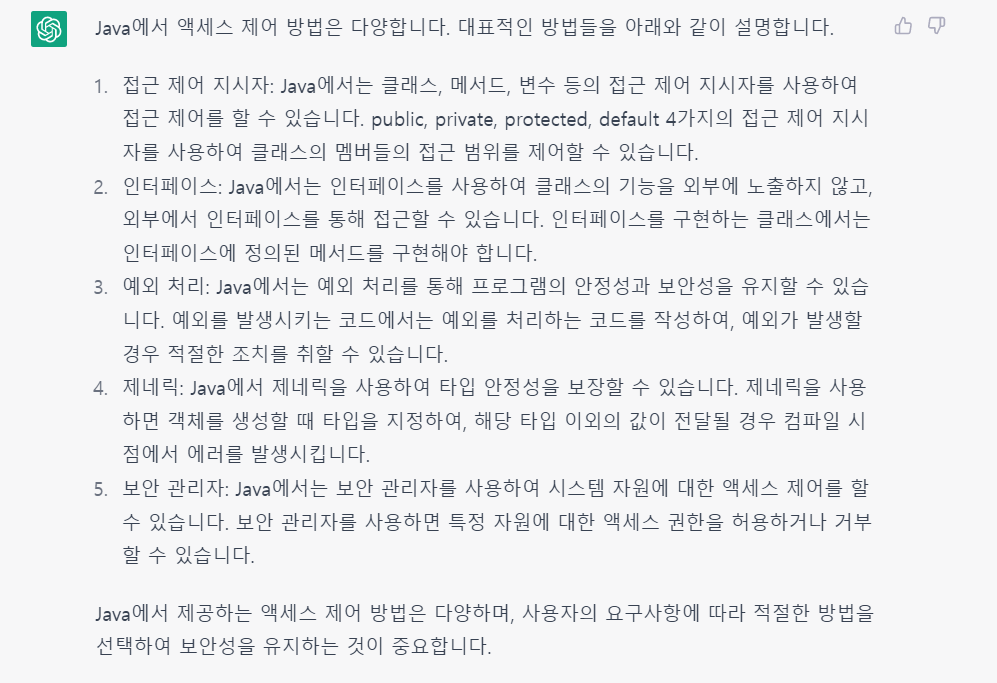 Java에서 액세스 제어 방법은 다양합니다. 대표적인 방법들을 아래와 같이 설명합니다.
1. 접근 제어 지시자: Java에서는 클래스, 메서드, 변수 등의 접근 제어 지시자를 사용하여
접근 제어를 할 수 있습니다. public, private, protected, default 4가지의 접근 제어 지시
자를 사용하여 클래스의 멤버들의 접근 범위를 제어할 수 있습니다.
2. 인터페이스: Java에서는 인터페이스를 사용하여 클래스의 기능을 외부에 노출하지 않고,
외부에서 인터페이스를 통해 접근할 수 있습니다. 인터페이스를 구현하는 클래스에서는
인터페이스에 정의된 메서드를 구현해야 합니다.
3. 예외 처리: Java에서는 예외 처리를 통해 프로그램의 안정성과 보안성을 유지할 수 있습
니다. 예외를 발생시키는 코드에서는 예외를 처리하는 코드를 작성하여, 예외가 발생할
경우 적절한 조치를 취할 수 있습니다.
4. 제네릭: Java에서 제네릭을 사용하여 타입 안정성을 보장할 수 있습니다. 제네릭을 사용
하면 객체를 생성할 때 타입을 지정하여, 해당 타입 이외의 값이 전달될 경우 컴파일 시
점에서 에러를 발생시킵니다.
5. 보안 관리자: Java에서는 보안 관리자를 사용하여 시스템 자원에 대한 액세스 제어를 할
수 있습니다. 보안 관리자를 사용하면 특정 자원에 대한 액세스 권한을 허용하거나 거부
할 수 있습니다.
Java에서 제공하는 액세스 제어 방법은 다양하며, 사용자의 요구사항에 따라 적절한 방법을
선택하여 보안성을 유지하는 것이 중요합니다.